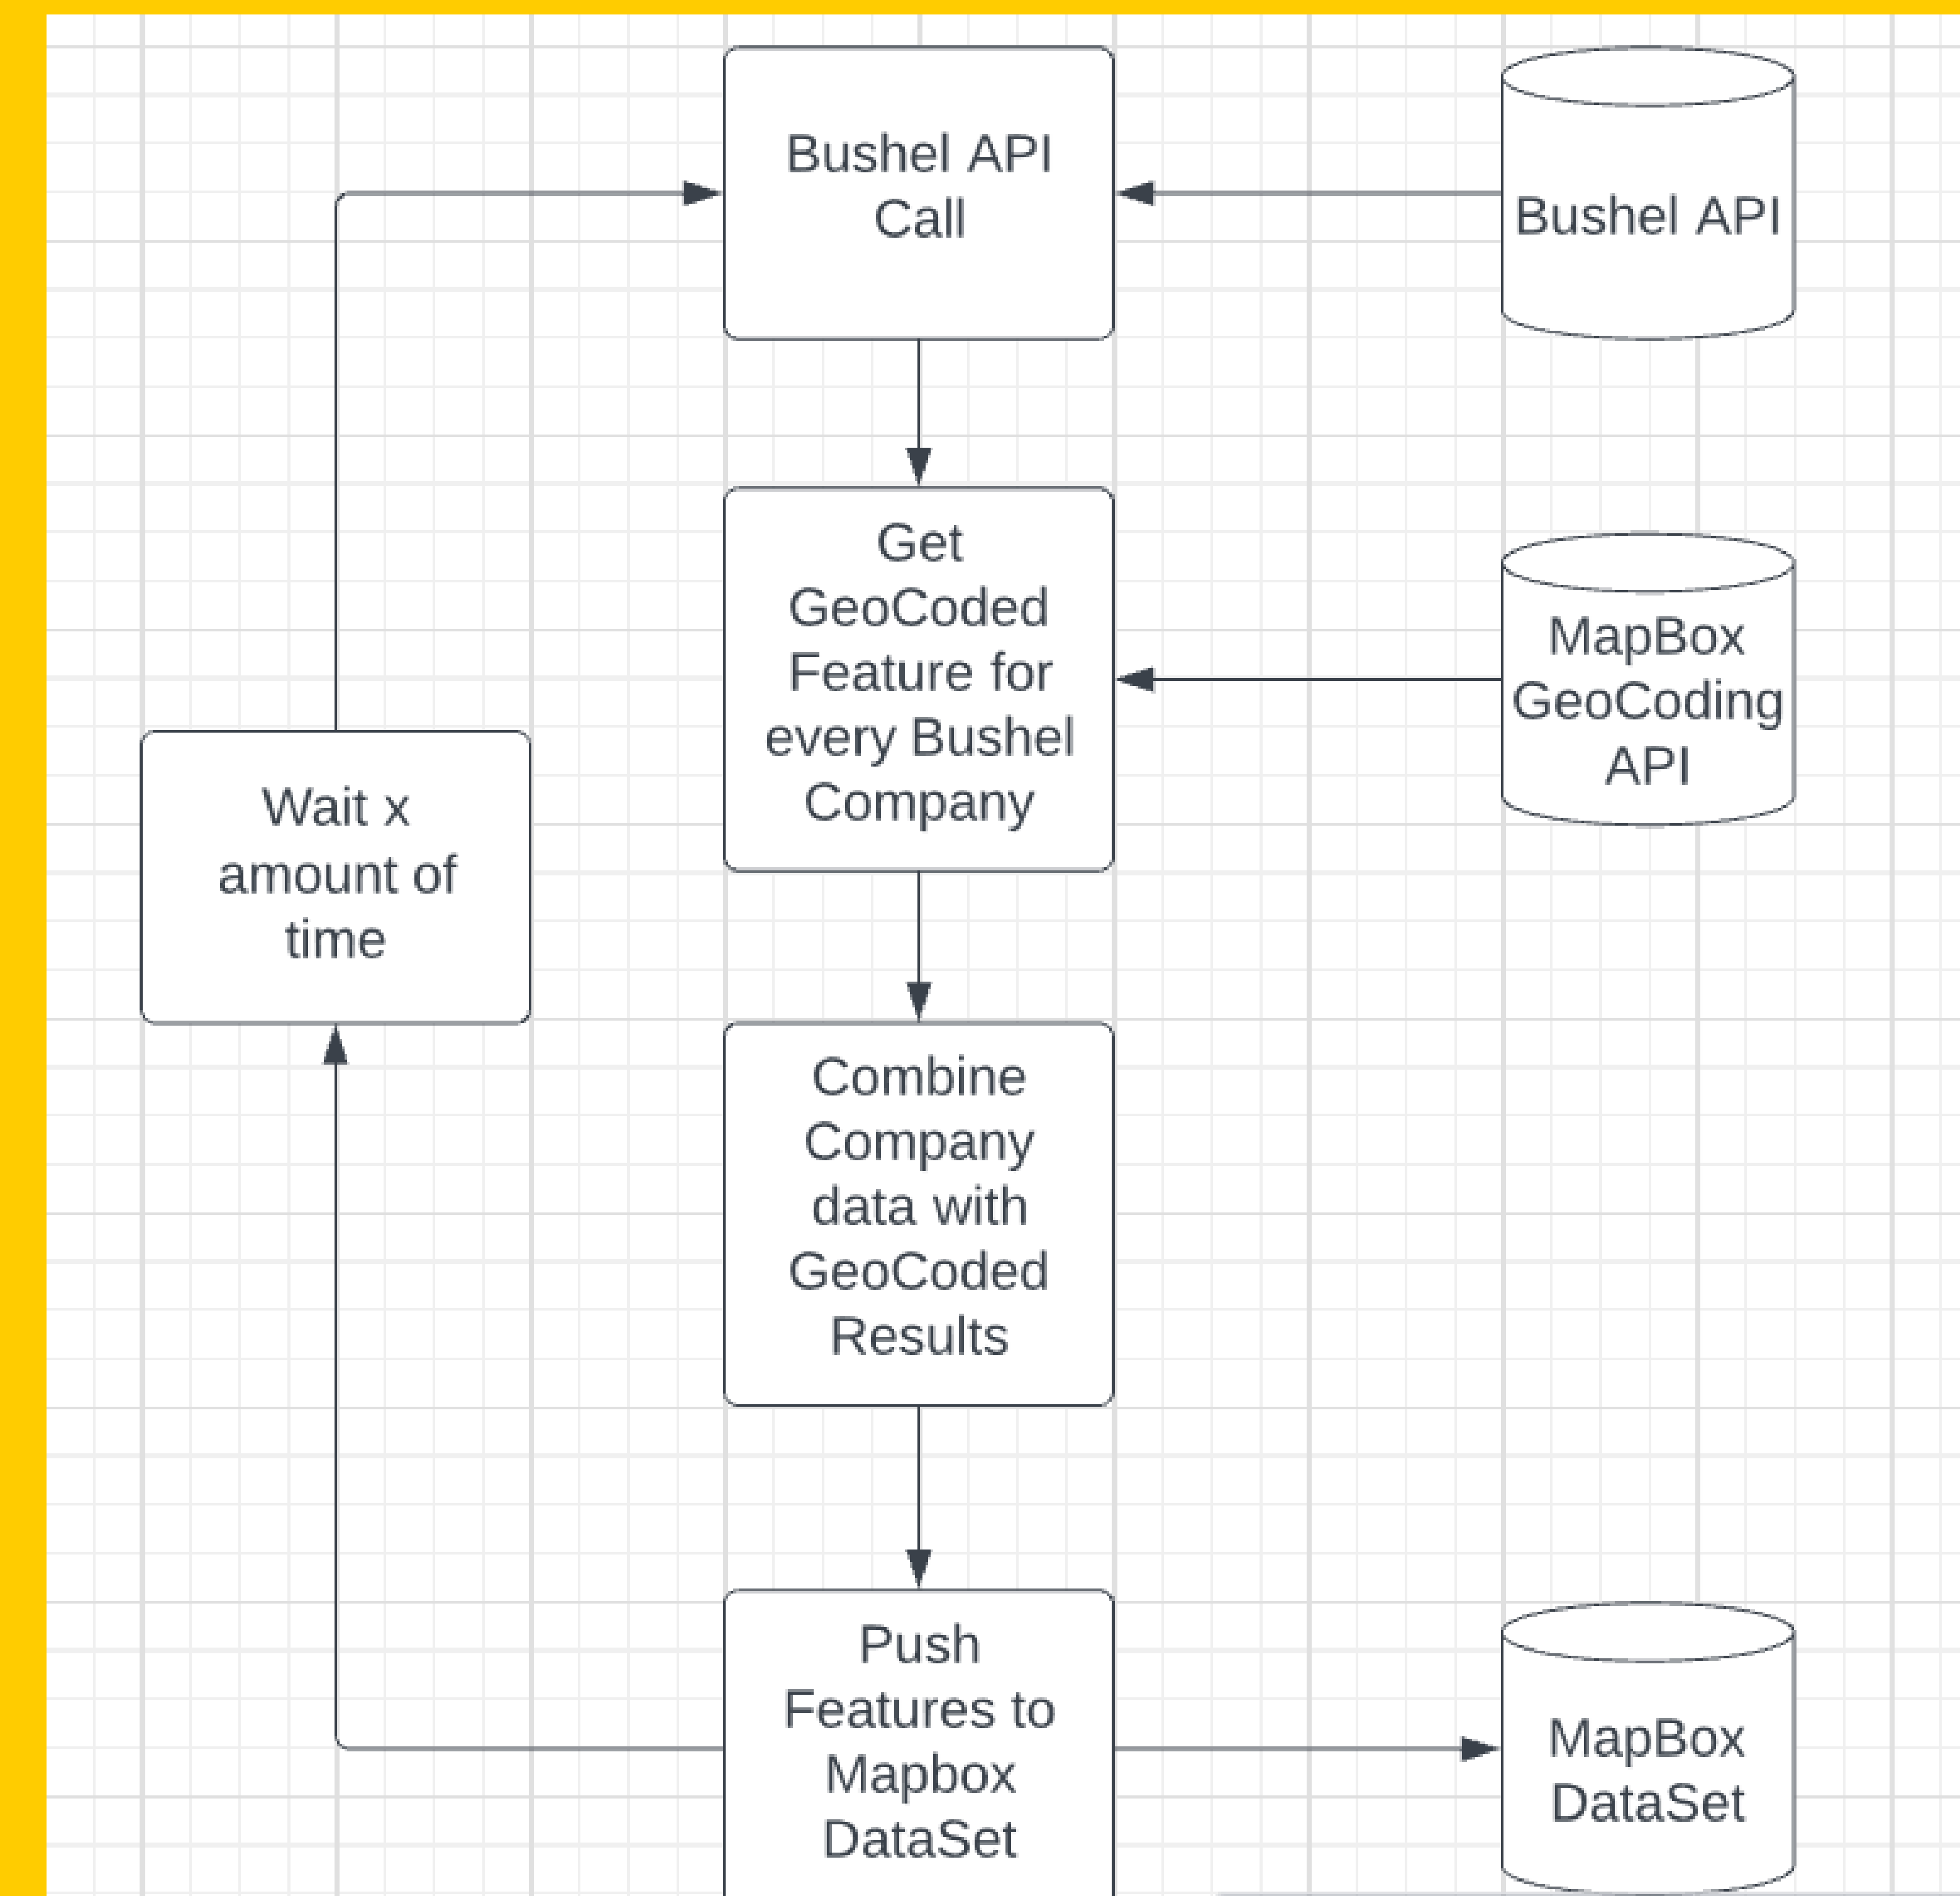 Bushel API
Call
Bushel API
Get
GeoCoded
Feature for
every Bushel
Company
MapBox
GeoCoding
API
Wait x
amount of
time
Combine
Company
data with
GeoCoded
Results
Push
Features to
Mapbox
DataSet
MapBox
DataSet